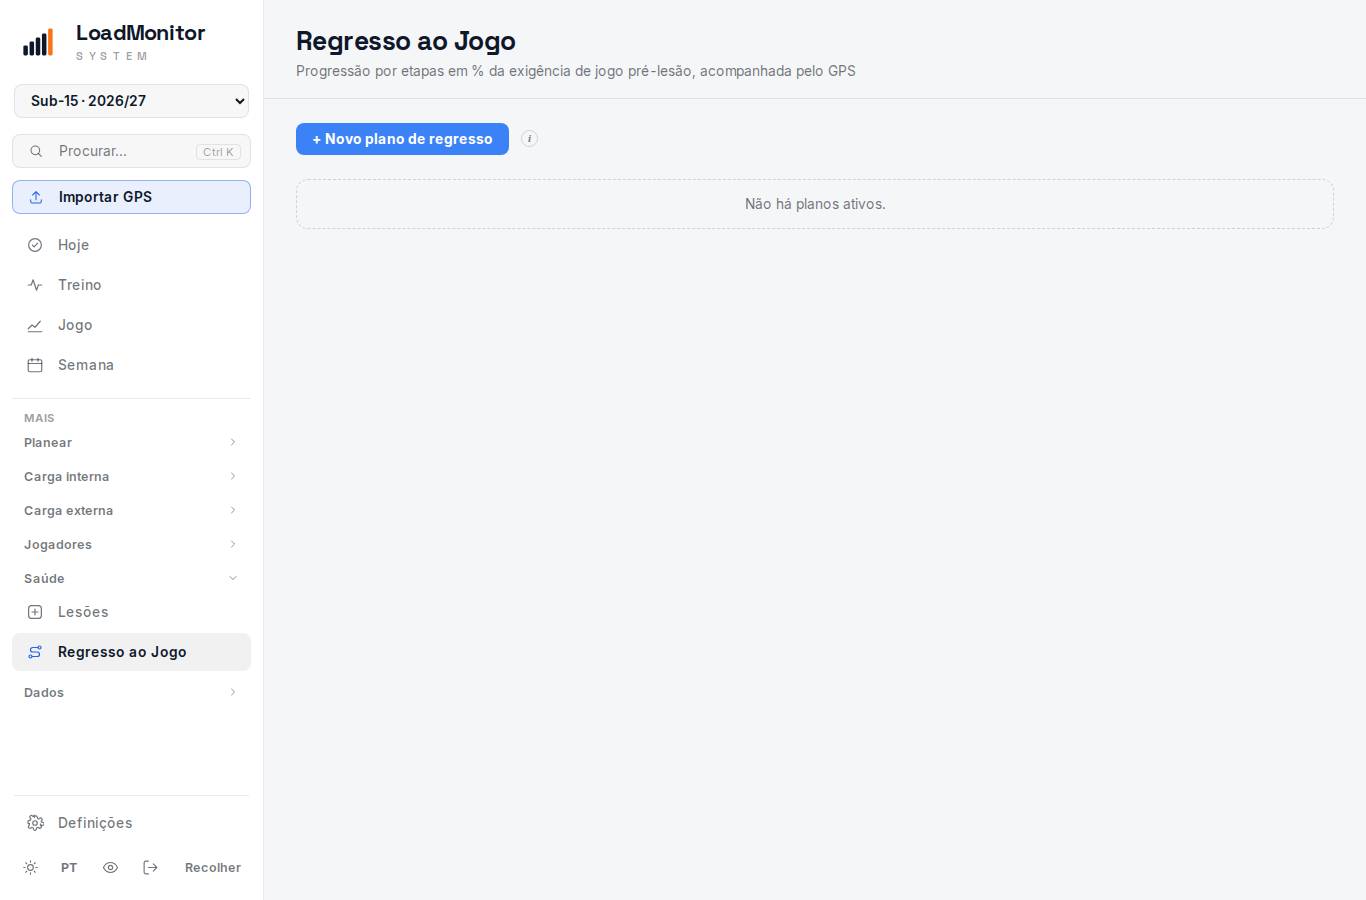 LoadMonitor
SYSTEM
Sub-15 · 2026/27
Procurar...
Ctrl K
Importar GPS
Hoje
Treino
Jogo
Semana
MAIS
Planear
Carga interna
Carga externa
Jogadores
Saúde
Lesões
Regresso ao Jogo
Dados
Definições
PT
Recolher
Regresso ao Jogo
Progressão por etapas em % da exigência de jogo pré-lesão, acompanhada pelo GPS
+ Novo plano de regresso
i
Não há planos ativos.